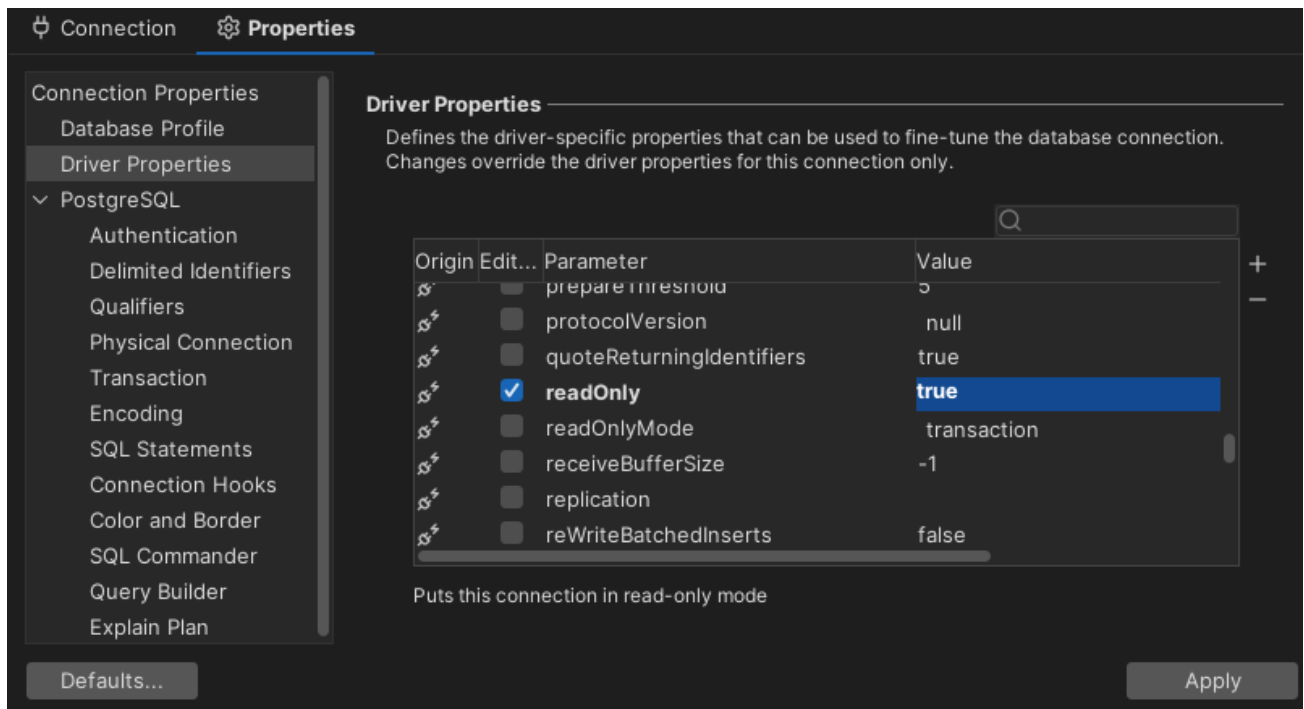 Connection Properties
Connection Properties
Database Profile
Driver Properties
PostgreSQL
Authentication
Delimited Identifiers
Qualifiers
Physical Connection
Transaction
Encoding
SQL Statements
Connection Hooks
Color and Border
SQL Commander
Query Builder
Explain Plan
Driver Properties
Defines the driver-specific properties that can be used to fine-tune the database connection.
Changes override the driver properties for this connection only.
Origin Edit... Parameter Value
prepareThreshold 5
protocolVersion null
quoteReturningIdentifiers true
readOnly true
readOnlyMode transaction
receiveBufferSize -1
replication
reWriteBatchedInserts false
Puts this connection in read-only mode
Defaults... Apply